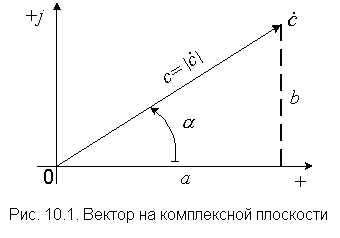 +j
ċ
c=|ċ|
b
α
0
a
+
Рис. 10.1. Вектор на комплексной плоскости